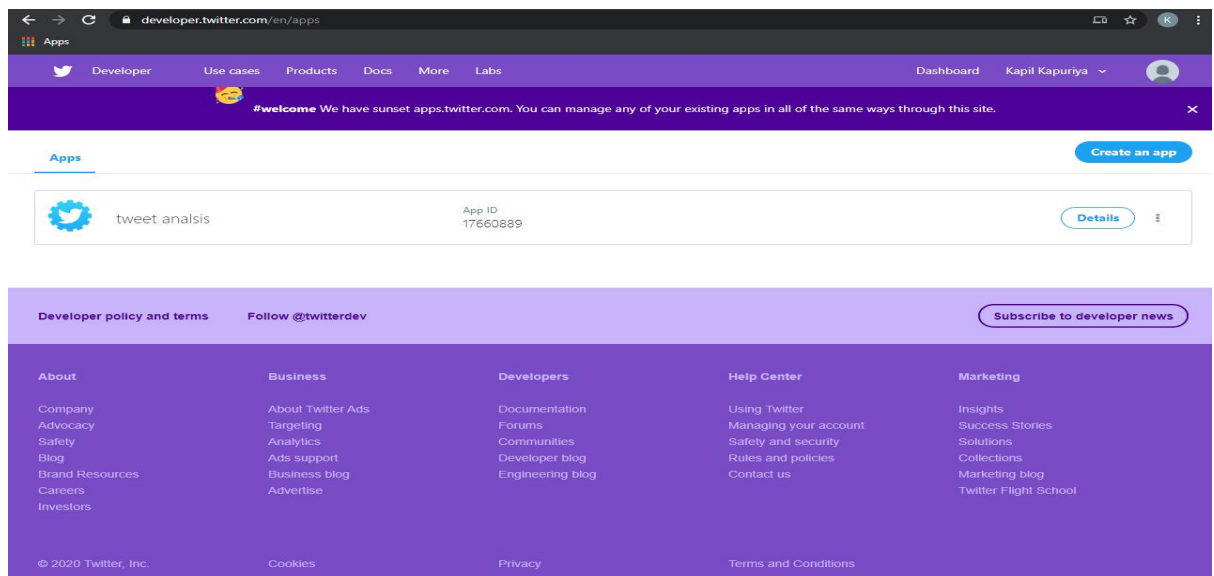 developer.twitter.com/en/apps
K
Apps
Developer Use cases Products Docs More Labs Dashboard Kapil Kapuriya
#welcome We have sunset apps.twitter.com. You can manage any of your existing apps in all of the same ways through this site.
Apps
Create an app
tweet analsis
App ID
17660889
Details
Developer policy and terms Follow @twitterdev Subscribe to developer news
About
Company
Advocacy
Safety
Blog
Brand Resources
Careers
Investors
Business
About Twitter Ads
Targeting
Analytics
Ads support
Business blog
Advertise
Developers
Documentation
Forums
Communities
Developer blog
Engineering blog
Help Center
Using Twitter
Managing your account
Safety and security
Rules and policies
Contact us
Marketing
Insights
Success Stories
Solutions
Collections
Marketing blog
Twitter Flight School
© 2020 Twitter, Inc. Cookies Privacy Terms and Conditions